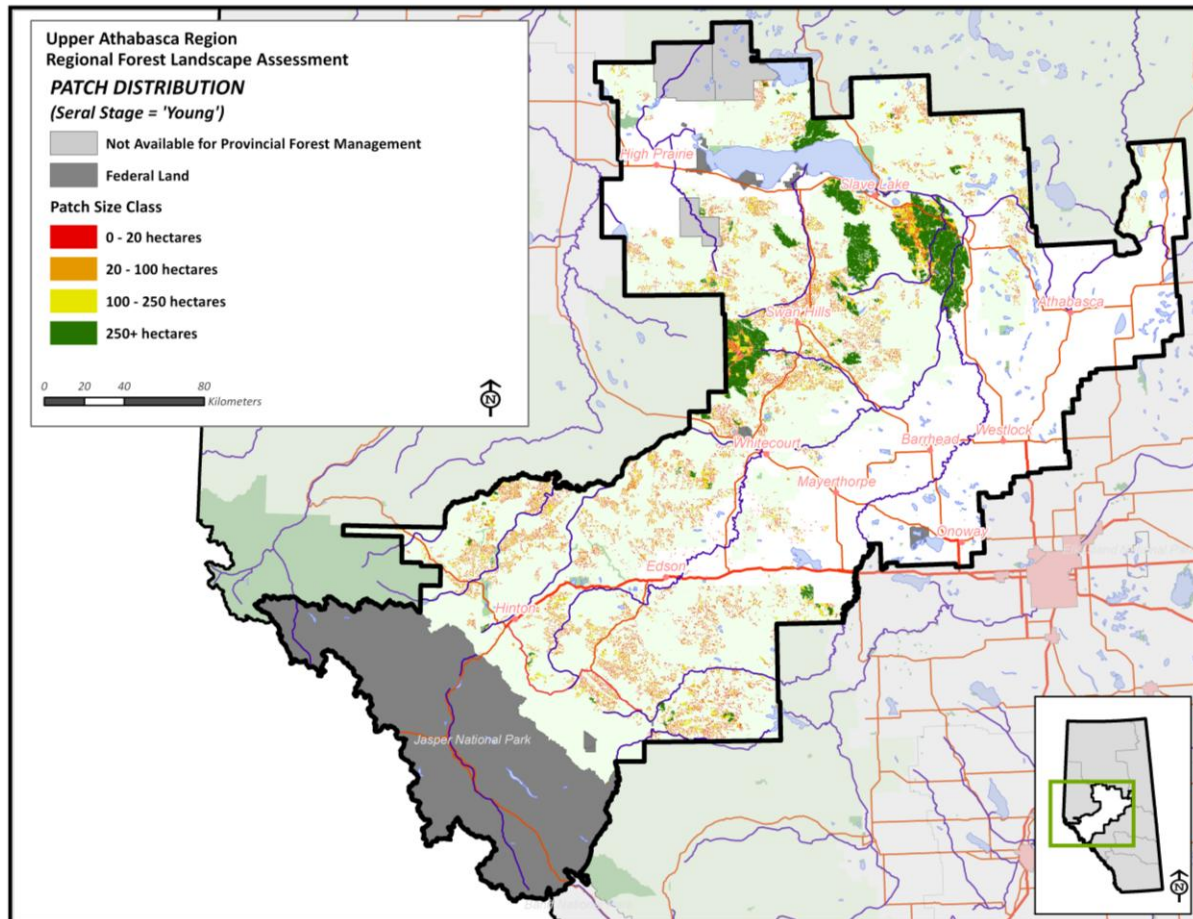 Upper Athabasca Region
Regional Forest Landscape Assessment
PATCH DISTRIBUTION
(Seral Stage = 'Young')
Not Available for Provincial Forest Management
Federal Land
Patch Size Class
0 - 20 hectares
20 - 100 hectares
100 - 250 hectares
250+ hectares
0 20 40 80
Kilometers
N
High Prairie
Slave Lake
Swan Hills
Athabasca
Whitecourt
Barrhead
Westlock
Mayerthorpe
Onoway
Edson
Hinton
Jasper National Park
N